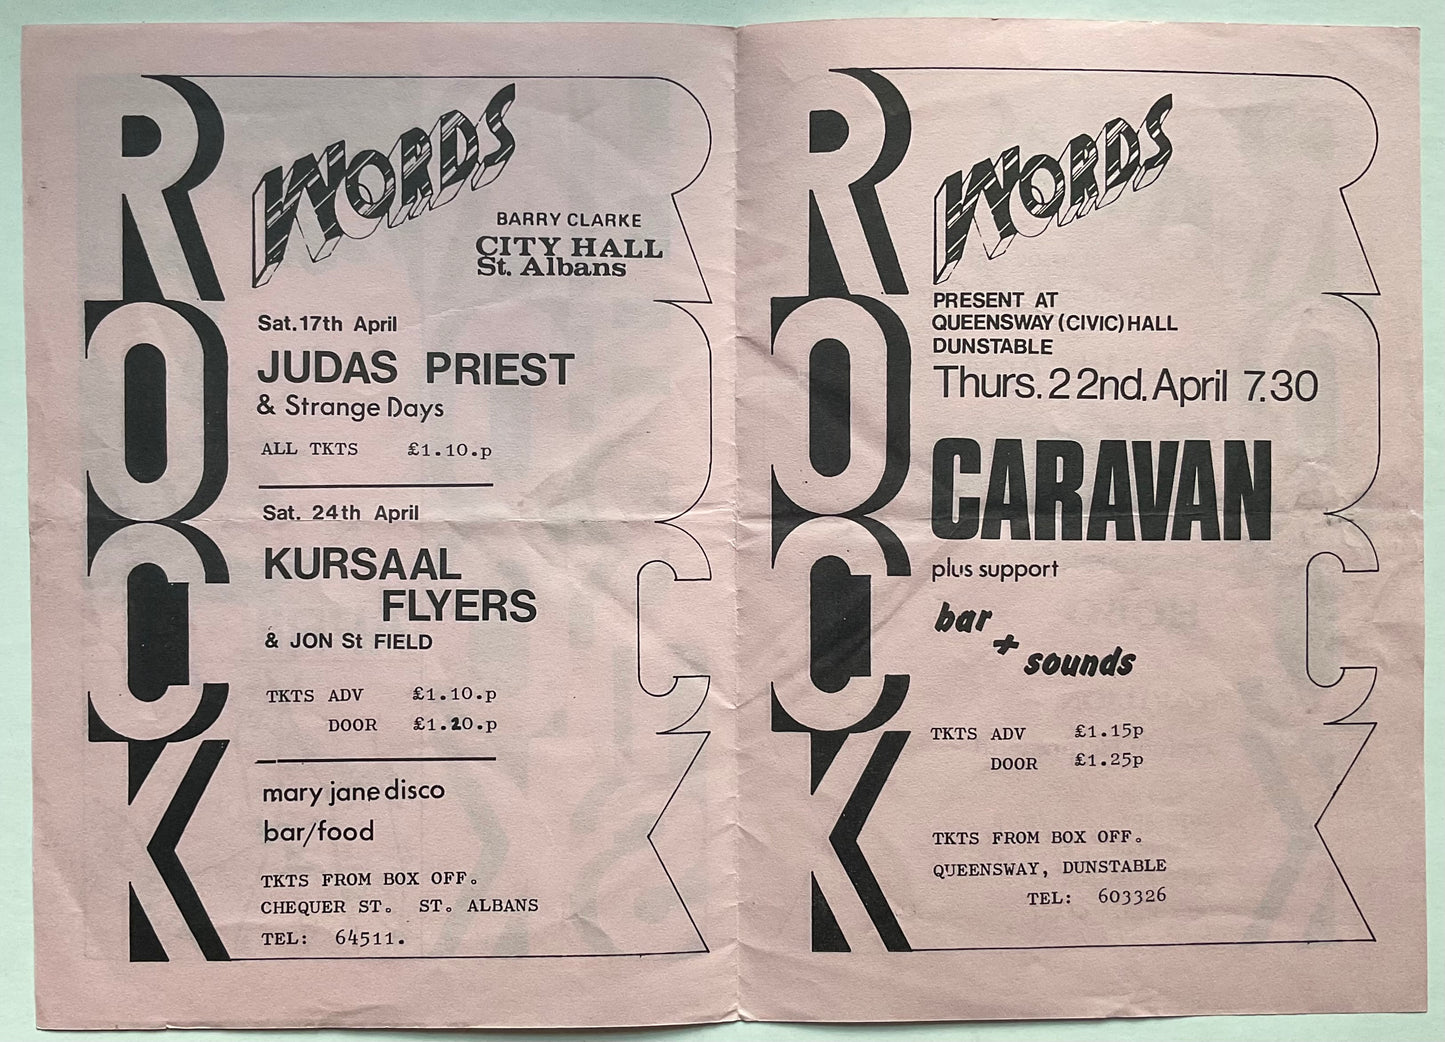 ROCK
WORDS
BARRY CLARKE
CITY HALL
St. Albans
Sat.17th April
JUDAS PRIEST
& Strange Days
ALL TKTS £1.10.p
Sat. 24th April
KURSAAL
FLYERS
& JON St FIELD
TKTS ADV £1.10.p
DOOR £1.20.p
mary jane disco
bar/food
TKTS FROM BOX OFF.
CHEQUER ST. ST. ALBANS
TEL: 64511.
ROCK
WORDS
PRESENT AT
QUEENSWAY (CIVIC) HALL
DUNSTABLE
Thurs. 22nd. April 7.30
CARAVAN
plus support
bar
+
sounds
TKTS ADV £1.15p
DOOR £1.25p
TKTS FROM BOX OFF.
QUEENSWAY, DUNSTABLE
TEL: 603326